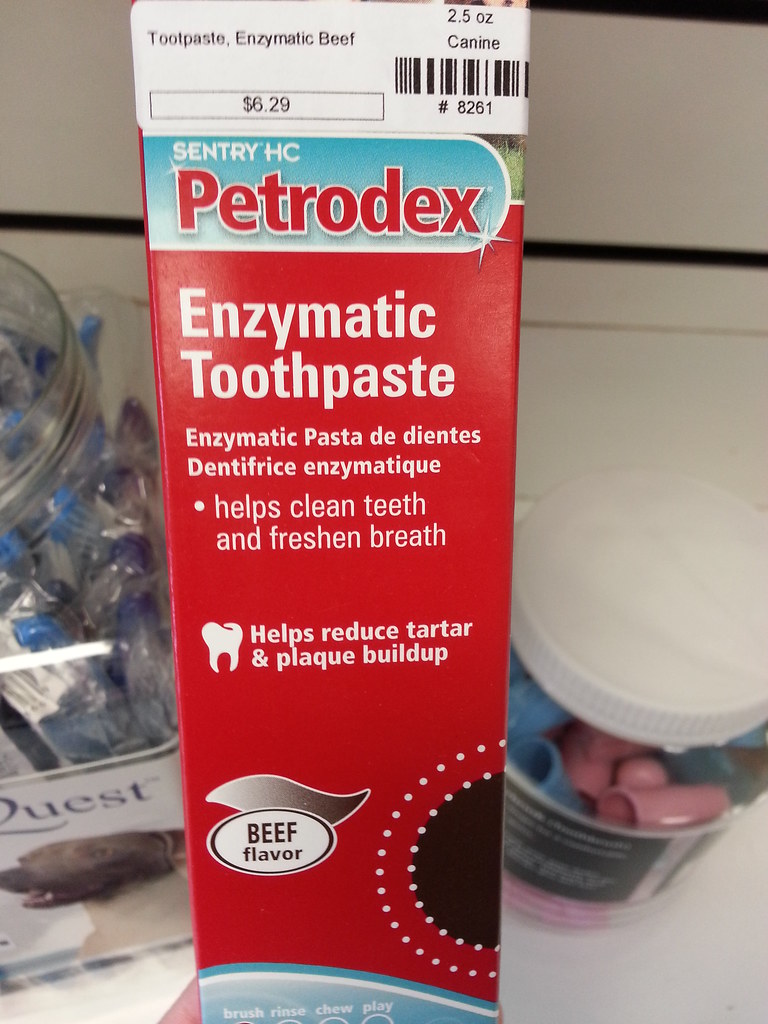 2.5 oz
Tootpaste, Enzymatic Beef
Canine
$6.29
# 8261
SENTRY HC
Petrodex
Enzymatic
Toothpaste
Enzymatic Pasta de dientes
Dentifrice enzymatique
• helps clean teeth
and freshen breath
Helps reduce tartar
& plaque buildup
BEEF
flavor
brush rinse chew play
Quest™